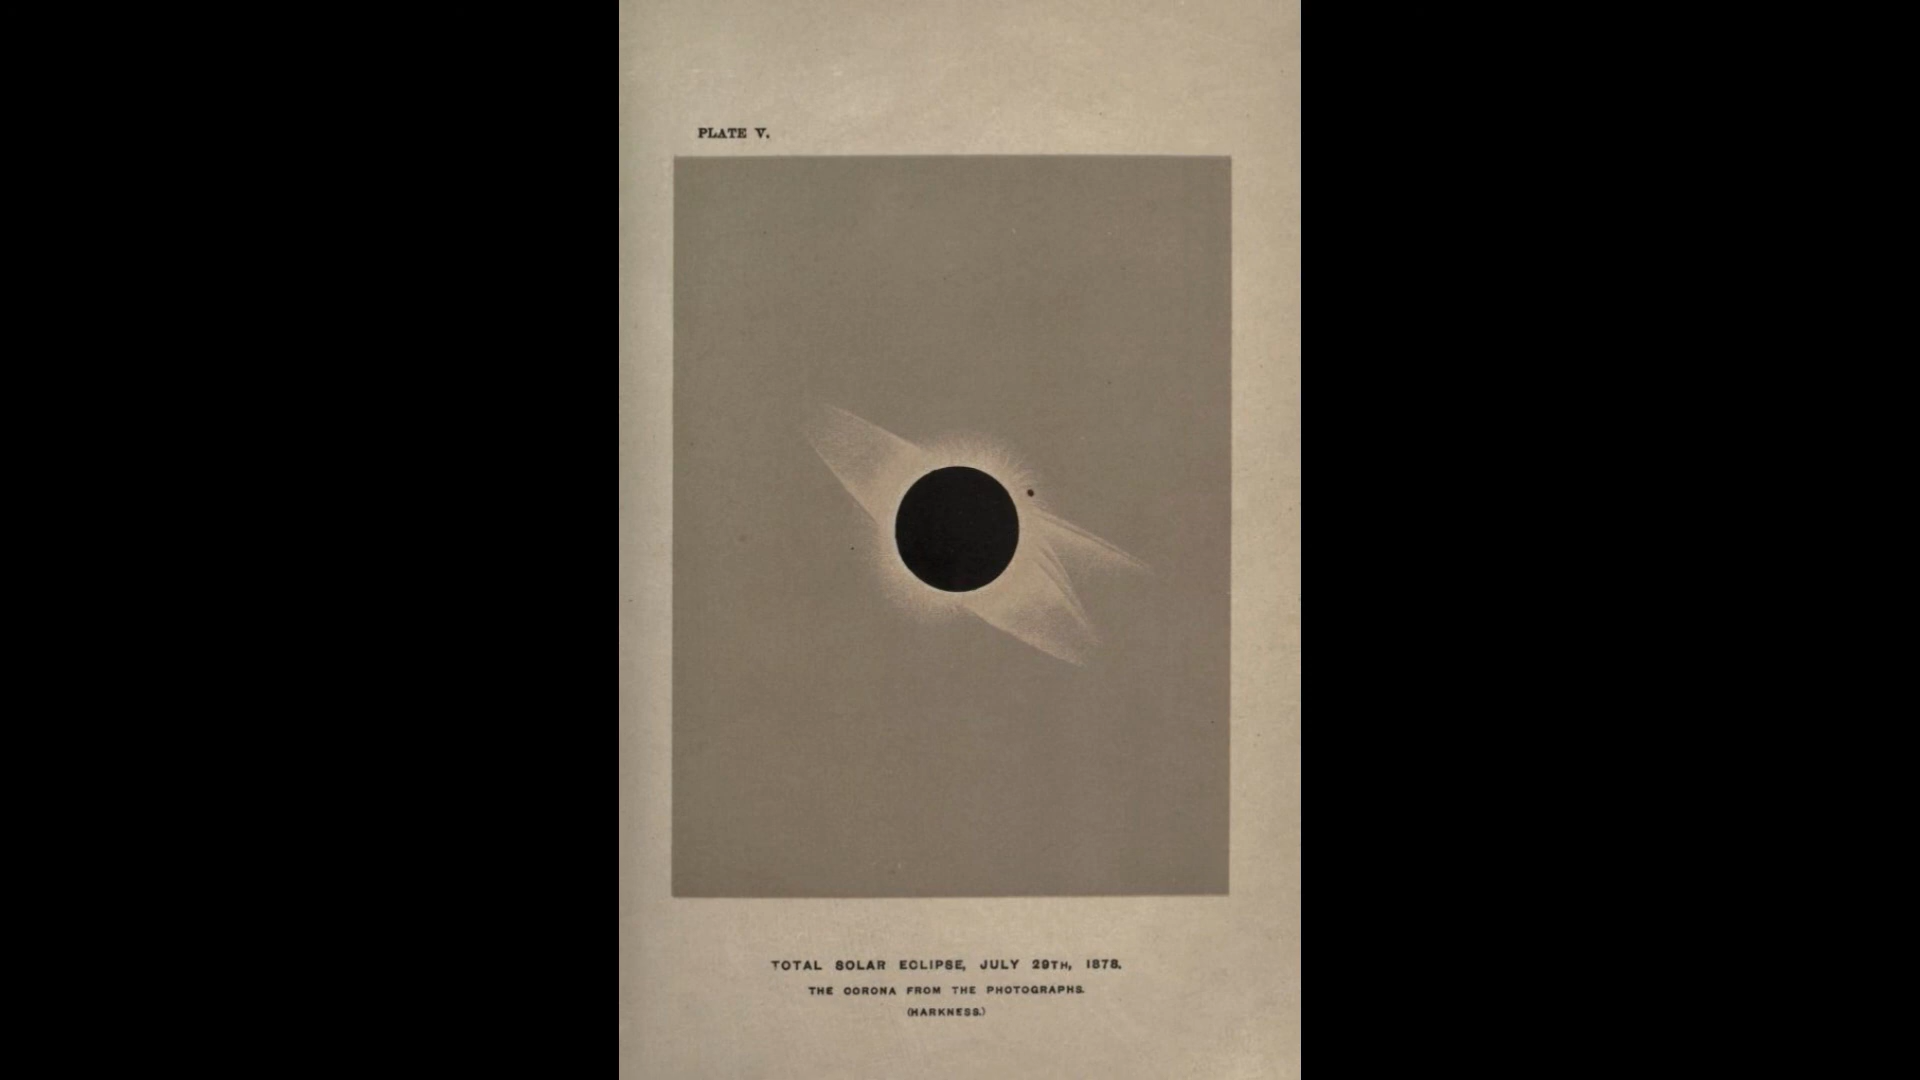 PLATE V.
TOTAL SOLAR ECLIPSE, JULY 29TH, 1878.
THE CORONA FROM THE PHOTOGRAPHS.
(HARKNESS.)